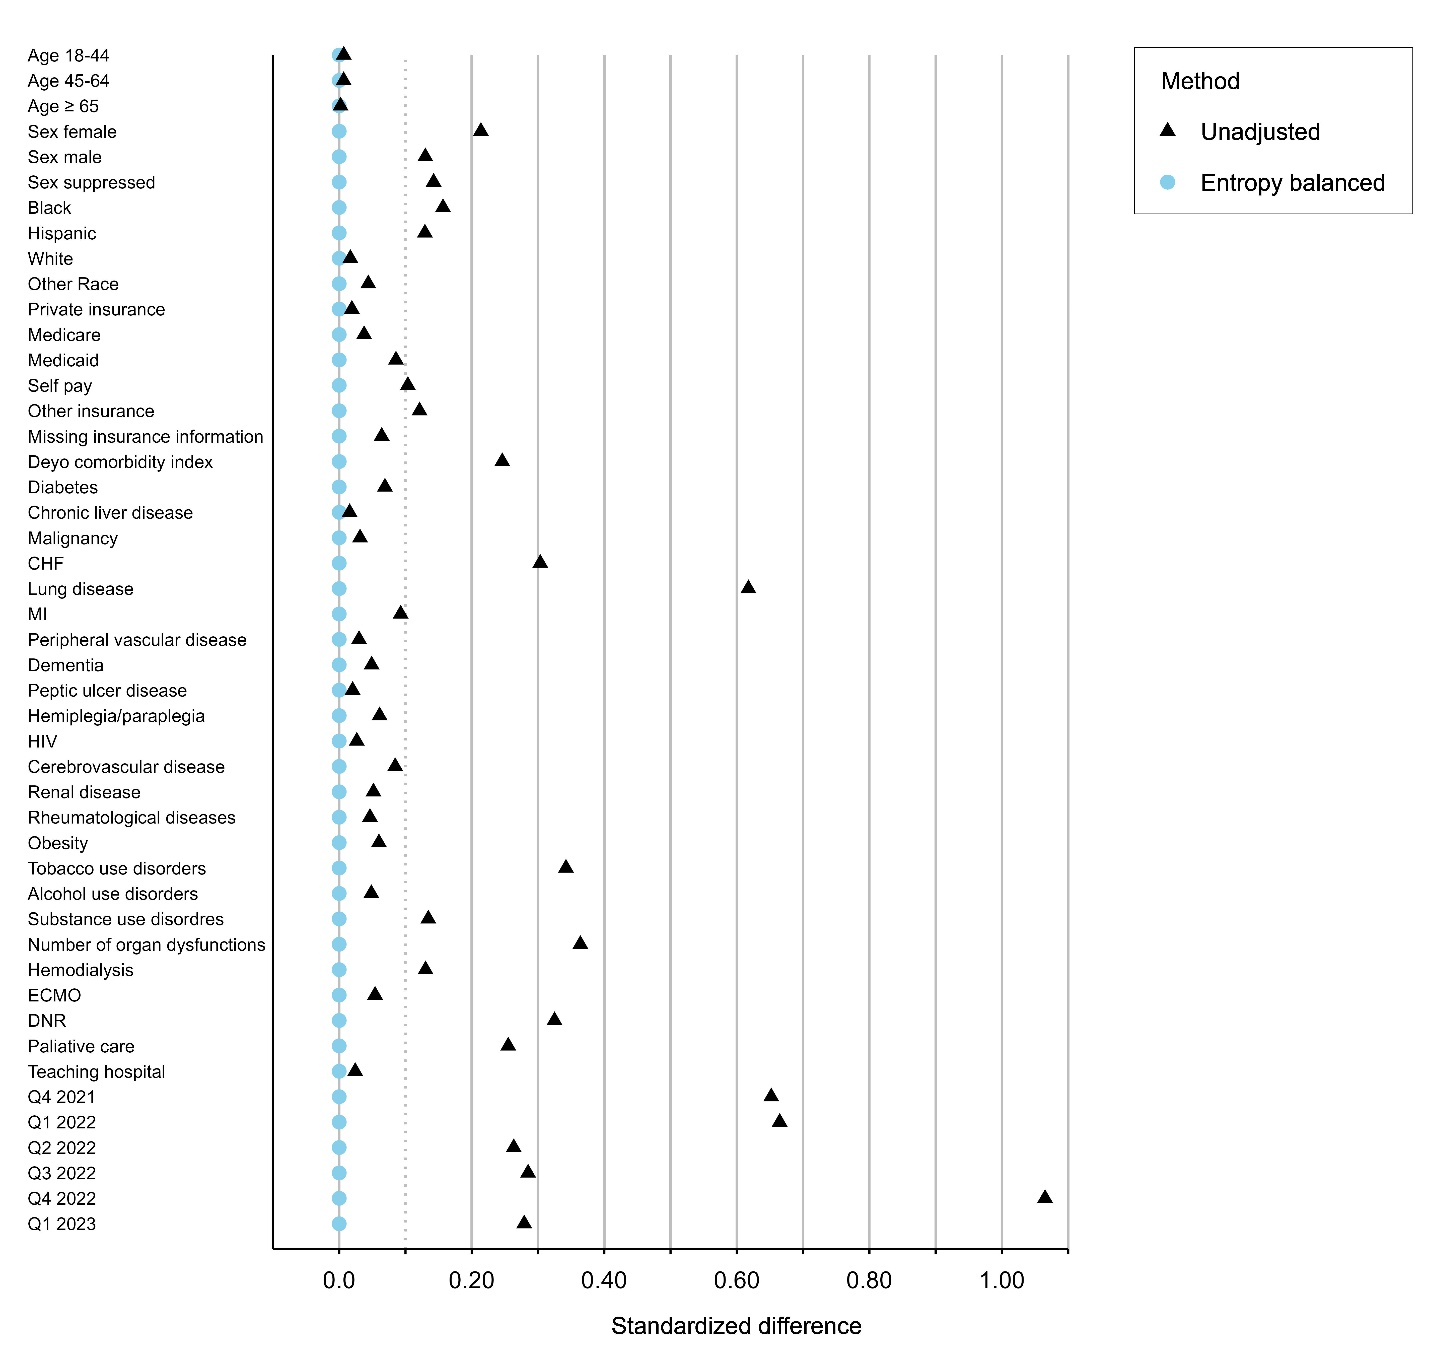 Age 18-44
Age 45-64
Age ≥ 65
Sex female
Sex male
Sex suppressed
Black
Hispanic
White
Other Race
Private insurance
Medicare
Medicaid
Self pay
Other insurance
Missing insurance information
Deyo comorbidity index
Diabetes
Chronic liver disease
Malignancy
CHF
Lung disease
MI
Peripheral vascular disease
Dementia
Peptic ulcer disease
Hemiplegia/paraplegia
HIV
Cerebrovascular disease
Renal disease
Rheumatological diseases
Obesity
Tobacco use disorders
Alcohol use disorders
Substance use disordres
Number of organ dysfunctions
Hemodialysis
ECMO
DNR
Paliative care
Teaching hospital
Q4 2021
Q1 2022
Q2 2022
Q3 2022
Q4 2022
Q1 2023
0.0 0.20 0.40 0.60 0.80 1.00
Standardized difference
Method
Unadjusted
Entropy balanced